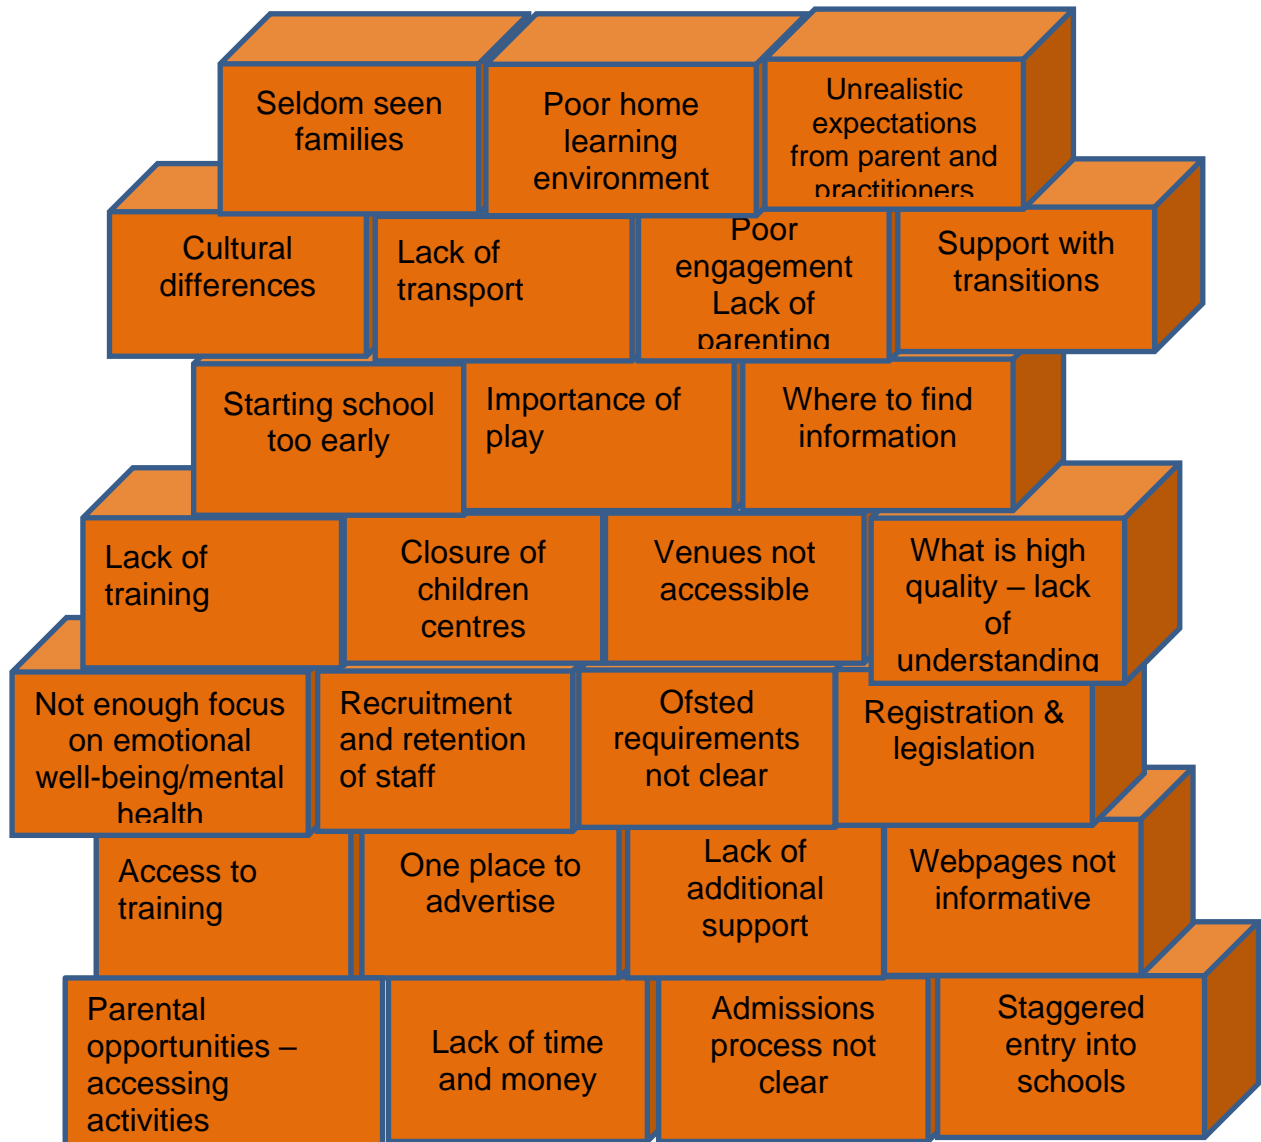 Seldom seen
families
Poor home
learning
environment
Unrealistic
expectations
from parent and
practitioners
Cultural
differences
Lack of
transport
Poor
engagement
Lack of
parenting
Support with
transitions
Starting school
too early
Importance of
play
Where to find
information
Lack of
training
Closure of
children
centres
Venues not
accessible
What is high
quality – lack
of
understanding
Not enough focus
on emotional
well-being/mental
health
Recruitment
and retention
of staff
Ofsted
requirements
not clear
Registration &
legislation
Access to
training
One place to
advertise
Lack of
additional
support
Webpages not
informative
Parental
opportunities –
accessing
activities
Lack of time
and money
Admissions
process not
clear
Staggered
entry into
schools